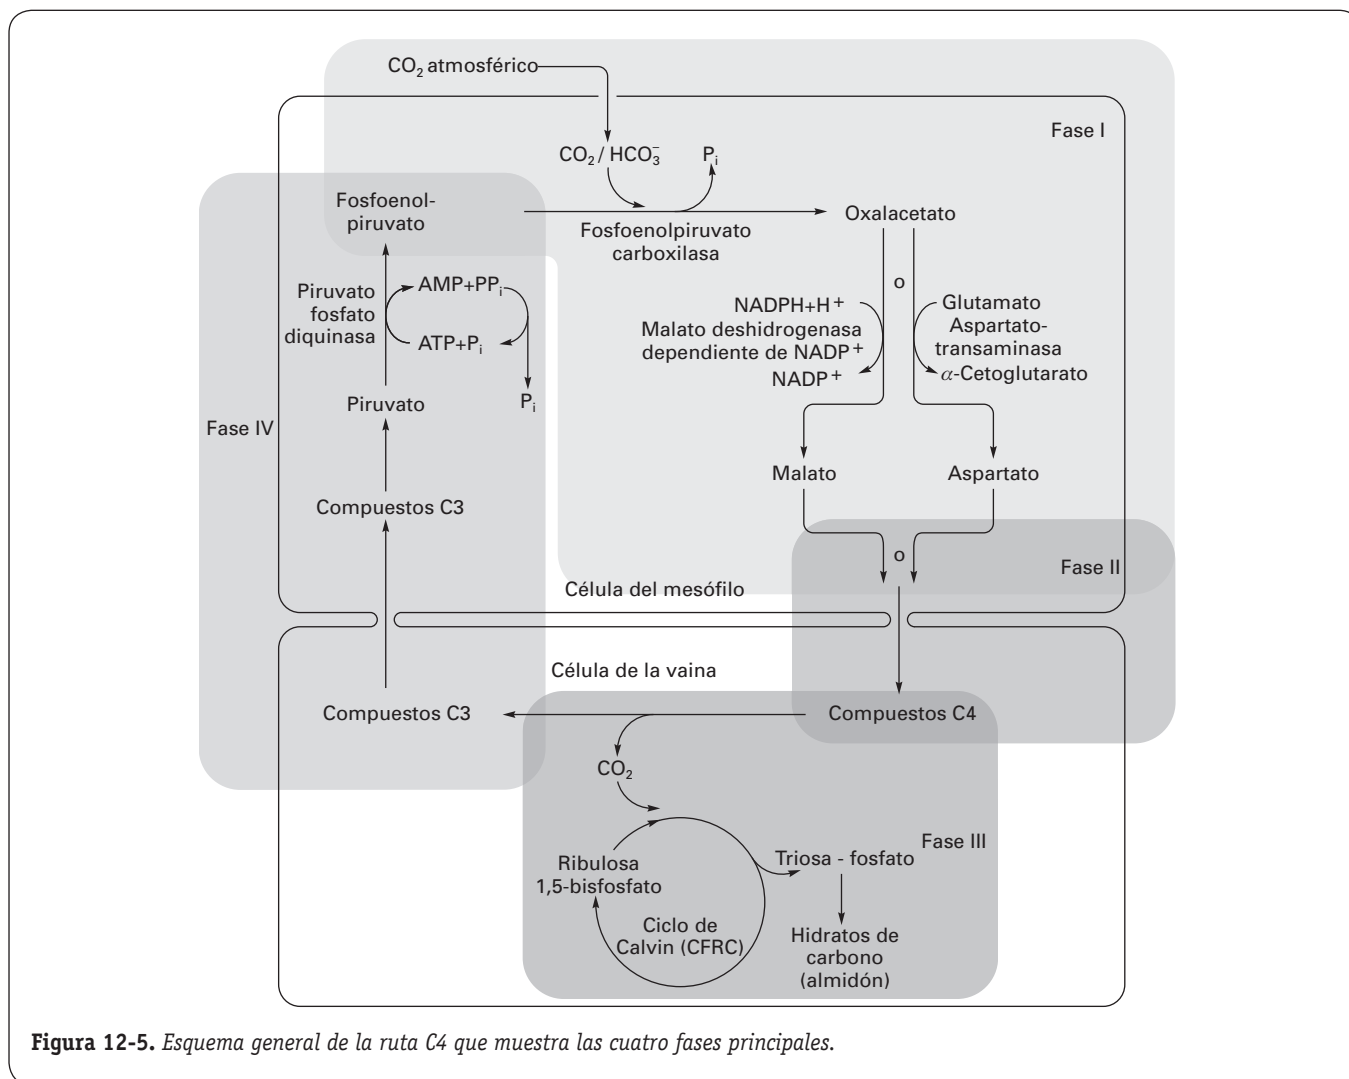 CO₂ atmosférico
Fase I
CO₂ / HCO₃⁻
Pᵢ
Fosfoenol-
piruvato
Oxalacetato
Fosfoenolpiruvato
carboxilasa
o
Piruvato
fosfato
diquinasa
AMP+PPᵢ
ATP+Pᵢ
Pᵢ
NADPH+H⁺
Malato deshidrogenasa
dependiente de NADP⁺
NADP⁺
Glutamato
Aspartato-
transaminasa
α-Cetoglutarato
Piruvato
Fase IV
Malato
Aspartato
Compuestos C3
o
Fase II
Célula del mesófilo
Célula de la vaina
Compuestos C3
Compuestos C4
CO₂
Fase III
Ribulosa
1,5-bisfosfato
Triosa - fosfato
Ciclo de
Calvin (CFRC)
Hidratos de
carbono
(almidón)
Figura 12-5. Esquema general de la ruta C4 que muestra las cuatro fases principales.